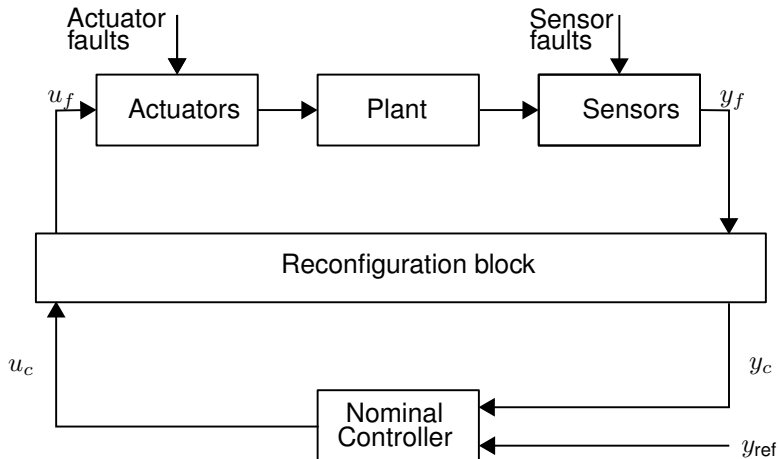 Actuator
faults
Sensor
faults
u_f
Actuators
Plant
Sensors
y_f
Reconfiguration block
u_c
y_c
Nominal
Controller
y_ref